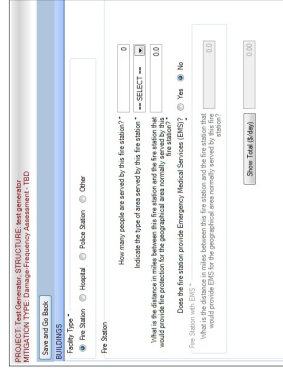 PROJECT: Test Generator, STRUCTURE: test generator
MITIGATION TYPE: Damage-Frequency Assessment - TBD
Save and Go Back
BUILDINGS
Facility Type *
Fire Station Hospital Police Station Other
Fire Station
How many people are served by this fire station? * 0
Indicate the type of area served by this fire station * -- SELECT --
What is the distance in miles between this fire station and the fire station that 0.0
would provide fire protection for the geographical area normally served by this
fire station? *
Does the fire station provide Emergency Medical Services (EMS)? Yes No
Fire Station with EMS *
What is the distance in miles between this fire station and the fire station that 0.0
would provide EMS for the geographical area normally served by this fire
station? *
Show Total ($/day) 0.00